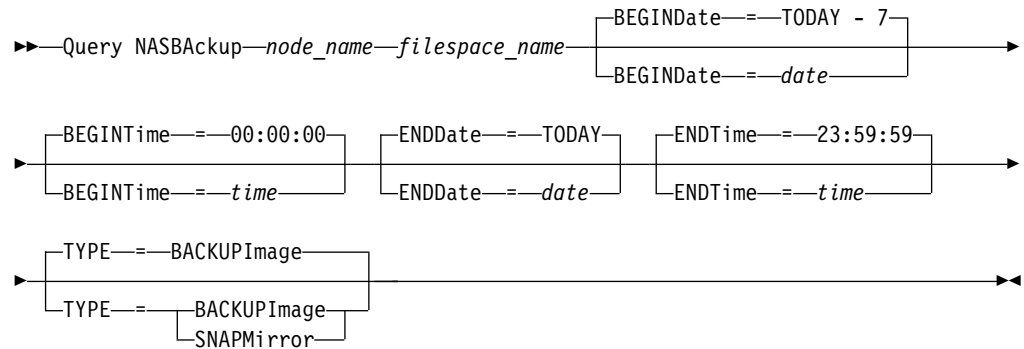 BEGINDate = TODAY - 7
Query NASBAckup node_name filespace_name
BEGINDate = date
BEGINTime = 00:00:00 ENDDate = TODAY ENDTime = 23:59:59
BEGINTime = time ENDDate = date ENDTime = time
TYPE = BACKUPImage
TYPE = BACKUPImage
SNAPMirror